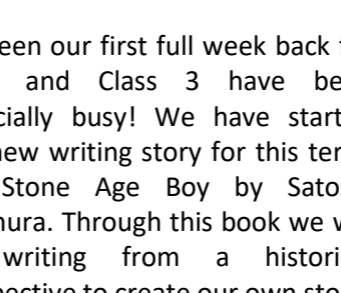 een our first full week back
and Class 3 have be
cially busy! We have start
new writing story for this ter
Stone Age Boy by Satos
mura. Through this book we w
writing from a histori
pective to create our own sto